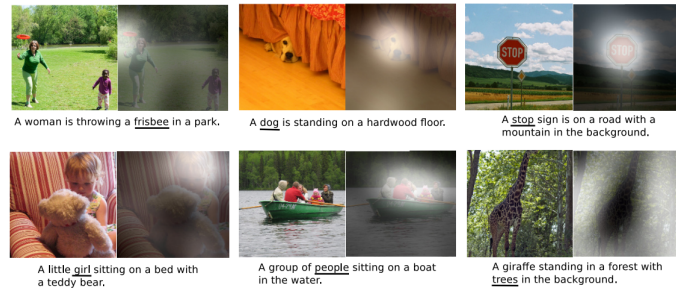 STOP
STOP
A woman is throwing a frisbee in a park.
A dog is standing on a hardwood floor.
A stop sign is on a road with a
mountain in the background.
A little girl sitting on a bed with
a teddy bear.
A group of people sitting on a boat
in the water.
A giraffe standing in a forest with
trees in the background.